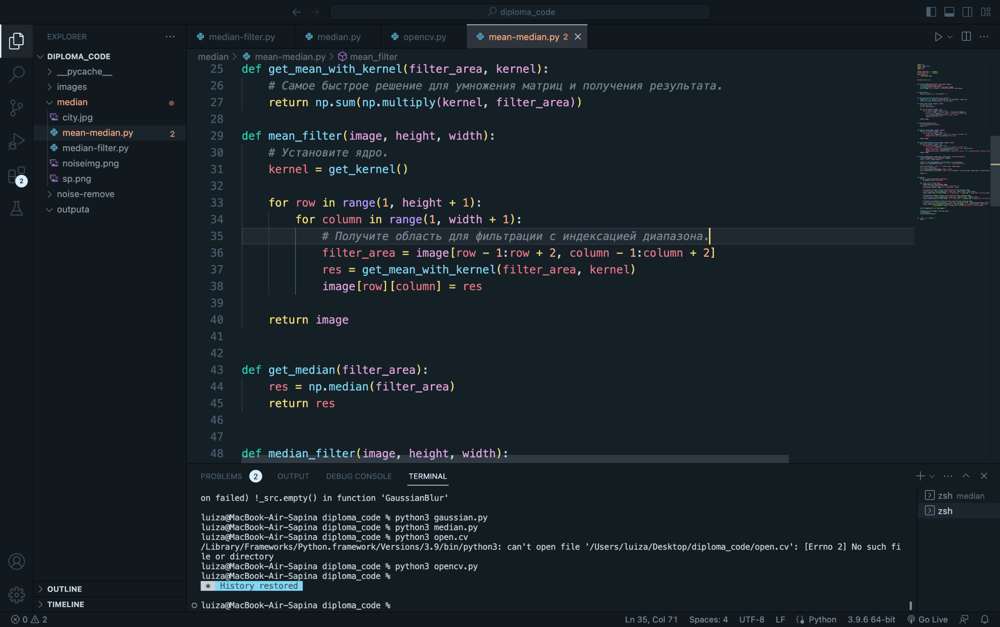 diploma_code
EXPLORER
median-filter.py
median.py
opencv.py
mean-median.py 2
DIPLOMA_CODE
__pycache__
images
median
city.jpg
mean-median.py 2
median-filter.py
noiseimg.png
sp.png
noise-remove
outputa
2
OUTLINE
TIMELINE
median > mean-median.py > mean_filter
25 def get_mean_with_kernel(filter_area, kernel):
26 # Самое быстрое решение для умножения матриц и получения результата.
27 return np.sum(np.multiply(kernel, filter_area))
28
29 def mean_filter(image, height, width):
30 # Установите ядро.
31 kernel = get_kernel()
32
33 for row in range(1, height + 1):
34 for column in range(1, width + 1):
35 # Получите область для фильтрации с индексацией диапазона.
36 filter_area = image[row - 1:row + 2, column - 1:column + 2]
37 res = get_mean_with_kernel(filter_area, kernel)
38 image[row][column] = res
39
40 return image
41
42
43 def get_median(filter_area):
44 res = np.median(filter_area)
45 return res
46
47
48 def median_filter(image, height, width):
PROBLEMS 2 OUTPUT DEBUG CONSOLE TERMINAL
on failed) !_src.empty() in function 'GaussianBlur'
luiza@MacBook-Air-Sapina diploma_code % python3 gaussian.py
luiza@MacBook-Air-Sapina diploma_code % python3 median.py
luiza@MacBook-Air-Sapina diploma_code % python3 open.cv
/Library/Frameworks/Python.framework/Versions/3.9/bin/python3: can't open file '/Users/luiza/Desktop/diploma_code/open.cv': [Errno 2] No such fi
le or directory
luiza@MacBook-Air-Sapina diploma_code % python3 opencv.py
luiza@MacBook-Air-Sapina diploma_code %
* History restored
luiza@MacBook-Air-Sapina diploma_code %
zsh median
zsh
0 2
Ln 35, Col 71 Spaces: 4 UTF-8 LF Python 3.9.6 64-bit Go Live